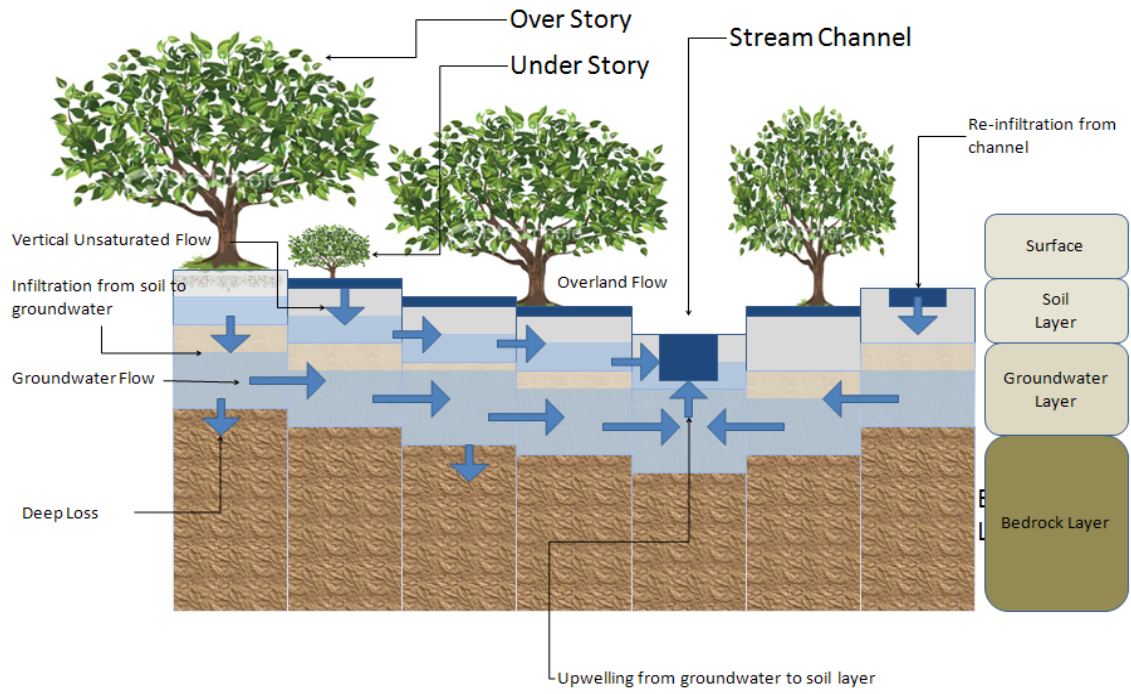 Over Story
Under Story
Stream Channel
Re-infiltration from
channel
Vertical Unsaturated Flow
Infiltration from soil to
groundwater
Overland Flow
Groundwater Flow
Deep Loss
Surface
Soil
Layer
Groundwater
Layer
Bedrock Layer
Upwelling from groundwater to soil layer